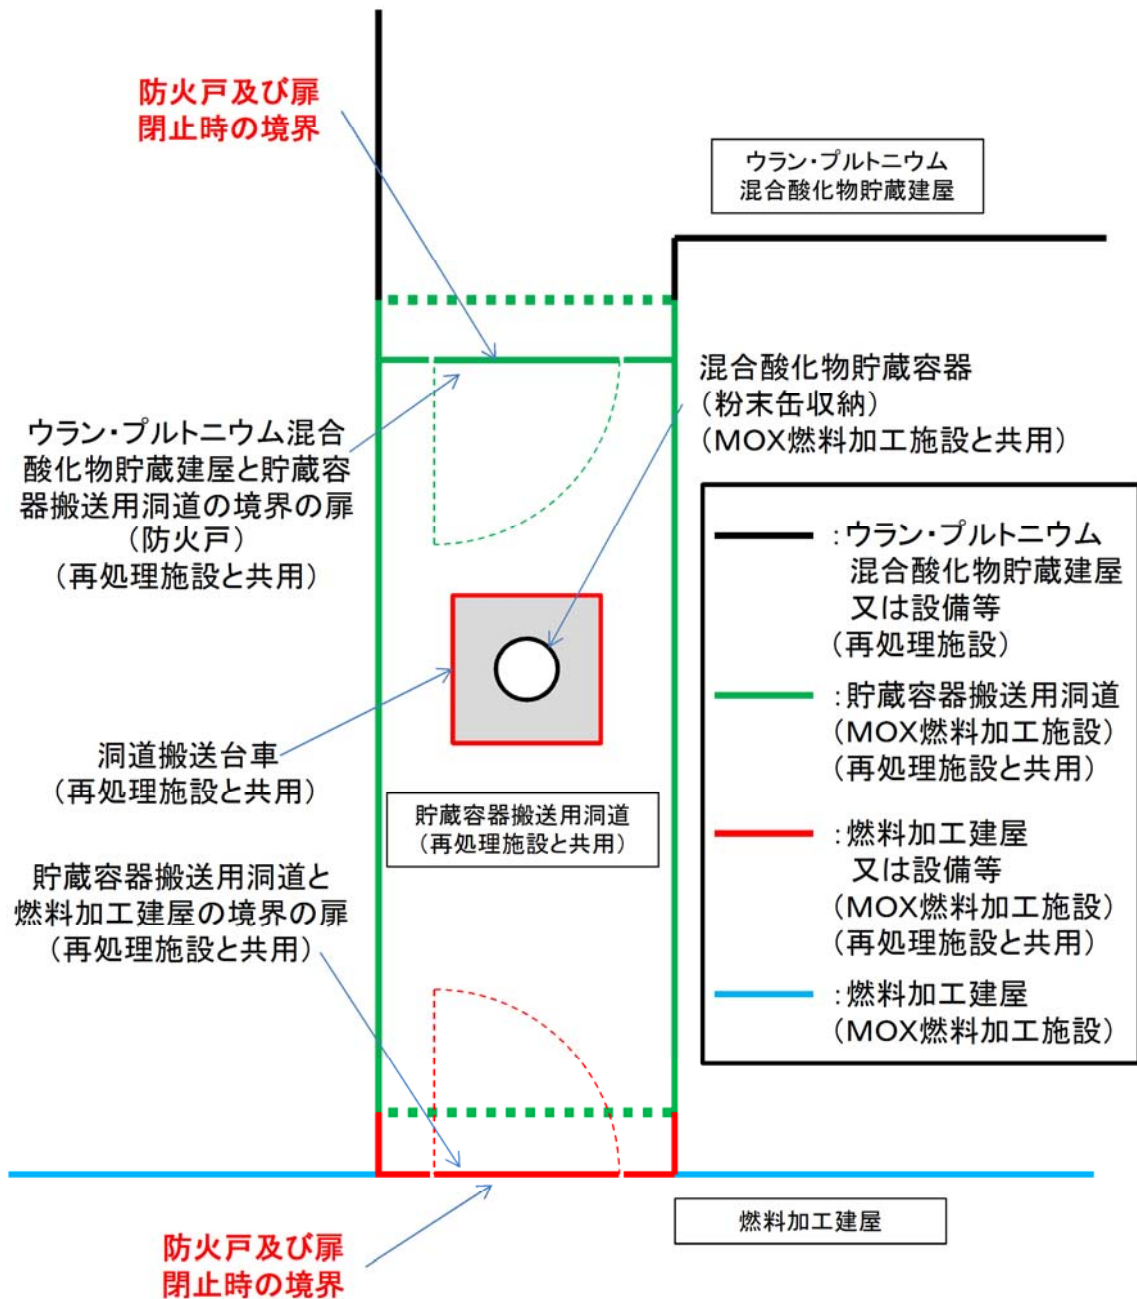 防火戸及び扉
閉止時の境界
ウラン・プルトニウム
混合酸化物貯蔵建屋
混合酸化物貯蔵容器
（粉末缶収納）
（MOX燃料加工施設と共用）
ウラン・プルトニウム混合
酸化物貯蔵建屋と貯蔵容
器搬送用洞道の境界の扉
（防火戸）
（再処理施設と共用）
：ウラン・プルトニウム
混合酸化物貯蔵建屋
又は設備等
（再処理施設）
：貯蔵容器搬送用洞道
（MOX燃料加工施設）
（再処理施設と共用）
：燃料加工建屋
又は設備等
（MOX燃料加工施設）
（再処理施設と共用）
：燃料加工建屋
（MOX燃料加工施設）
洞道搬送台車
（再処理施設と共用）
貯蔵容器搬送用洞道
（再処理施設と共用）
貯蔵容器搬送用洞道と
燃料加工建屋の境界の扉
（再処理施設と共用）
燃料加工建屋
防火戸及び扉
閉止時の境界